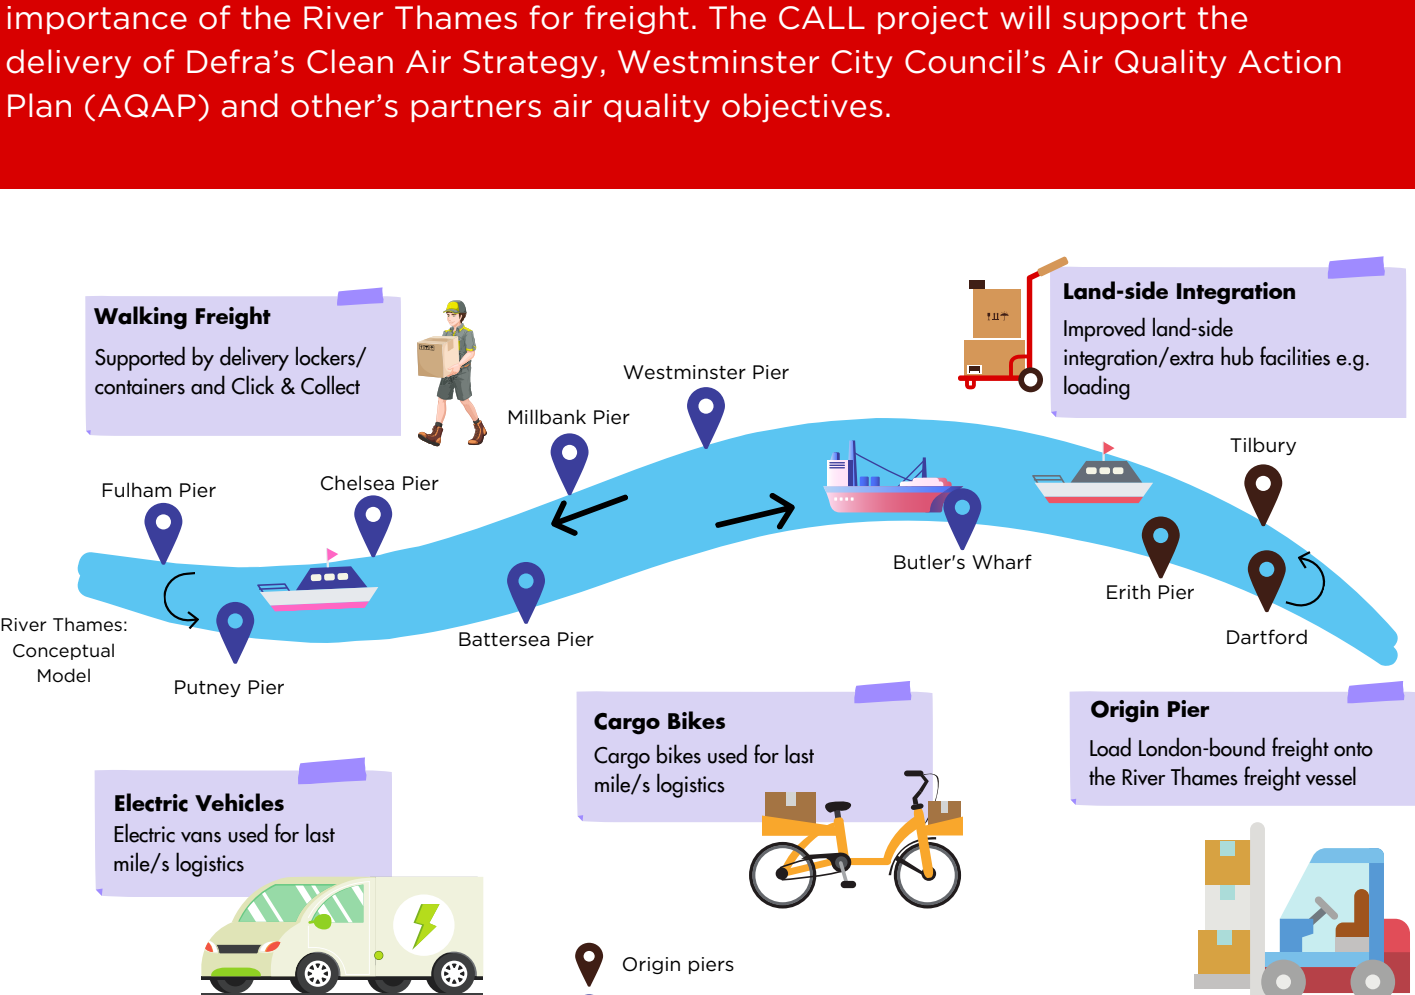 importance of the River Thames for freight. The CALL project will support the
delivery of Defra's Clean Air Strategy, Westminster City Council's Air Quality Action
Plan (AQAP) and other's partners air quality objectives.
Walking Freight
Supported by delivery lockers/
containers and Click & Collect
Land-side Integration
Improved land-side
integration/extra hub facilities e.g.
loading
Westminster Pier
Millbank Pier
Tilbury
Chelsea Pier
Fulham Pier
Butler's Wharf
Erith Pier
River Thames:
Conceptual
Model
Battersea Pier
Dartford
Putney Pier
Cargo Bikes
Cargo bikes used for last
mile/s logistics
Origin Pier
Load London-bound freight onto
the River Thames freight vessel
Electric Vehicles
Electric vans used for last
mile/s logistics
Origin piers